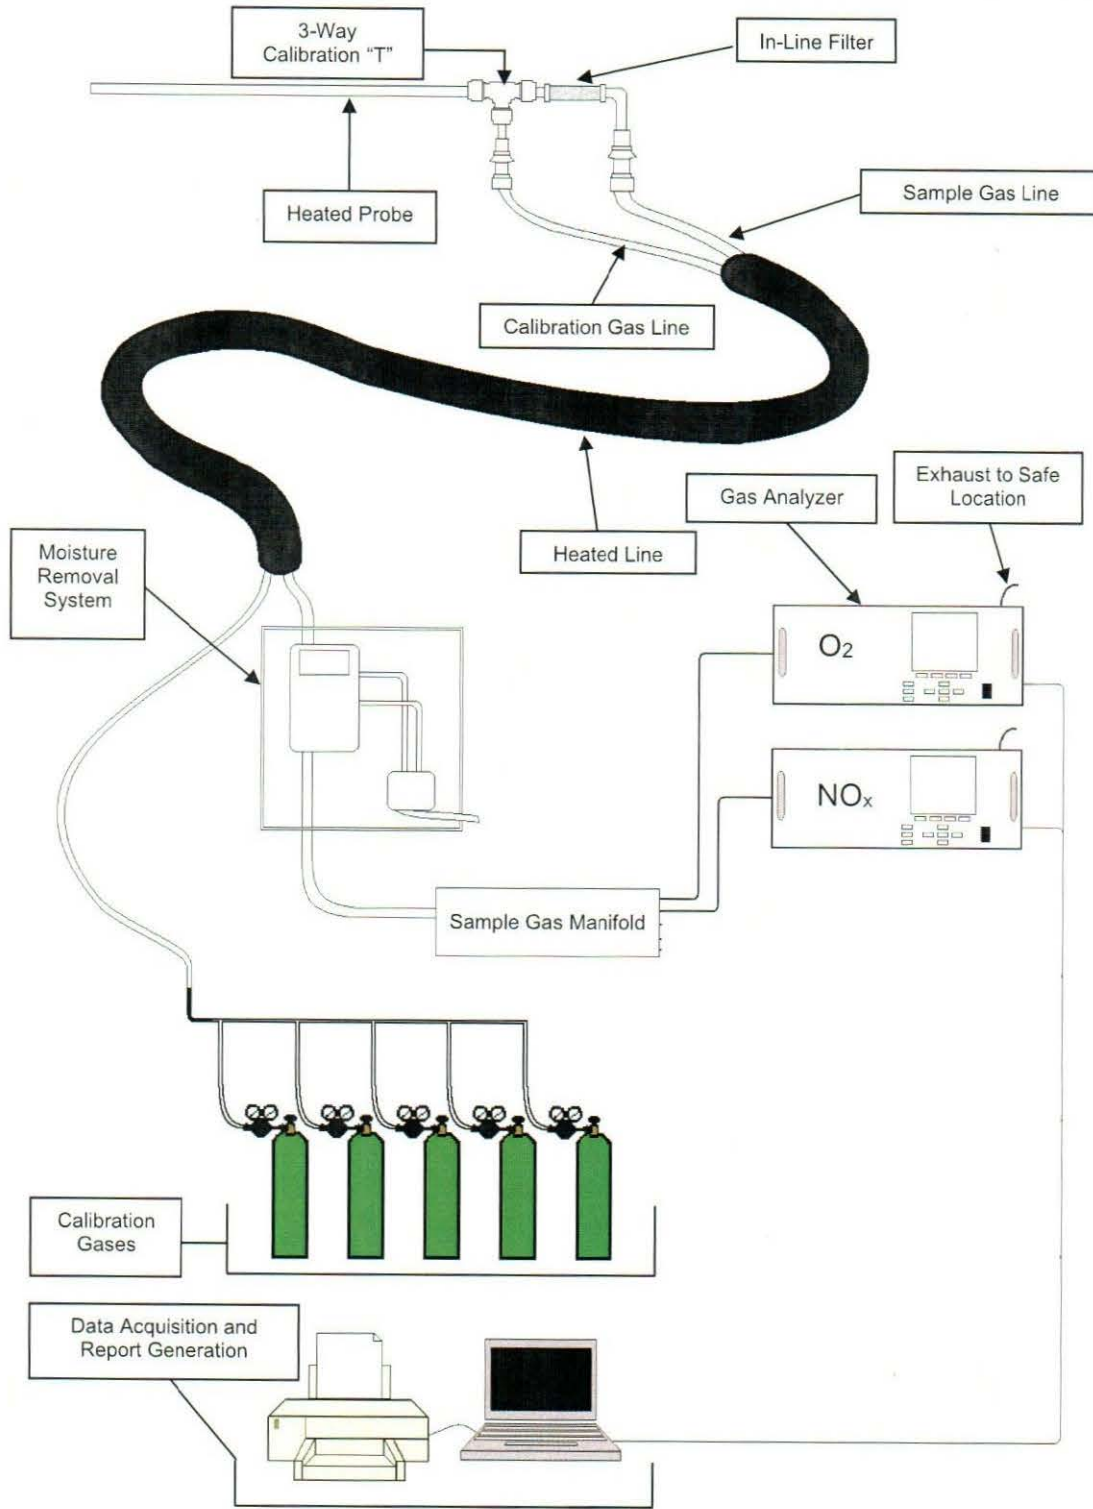 3-Way
Calibration “T”
In-Line Filter
Heated Probe
Sample Gas Line
Calibration Gas Line
Gas Analyzer
Exhaust to Safe
Location
Heated Line
Moisture
Removal
System
O2
NOx
Sample Gas Manifold
Calibration
Gases
Data Acquisition and
Report Generation